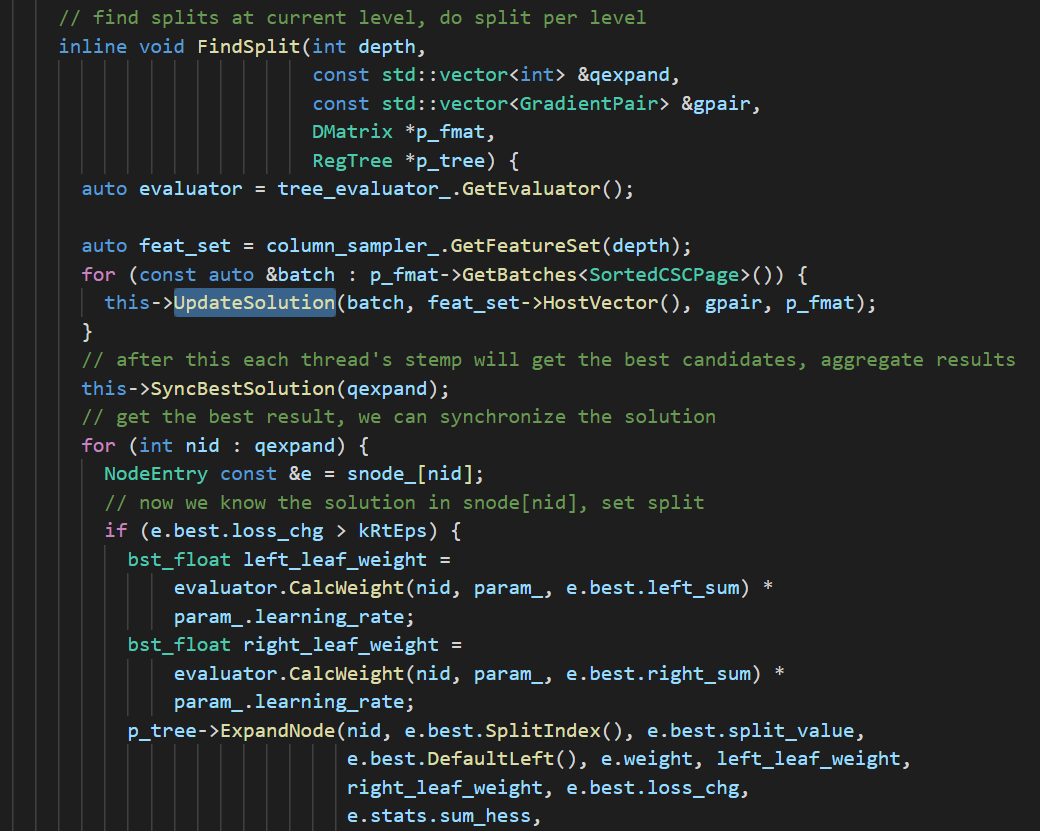 // find splits at current level, do split per level
inline void FindSplit(int depth,
const std::vector<int> &qexpand,
const std::vector<GradientPair> &gpair,
DMatrix *p_fmat,
RegTree *p_tree) {
auto evaluator = tree_evaluator_.GetEvaluator();
auto feat_set = column_sampler_.GetFeatureSet(depth);
for (const auto &batch : p_fmat->GetBatches<SortedCSCPage>()) {
this->UpdateSolution(batch, feat_set->HostVector(), gpair, p_fmat);
}
// after this each thread's stemp will get the best candidates, aggregate results
this->SyncBestSolution(qexpand);
// get the best result, we can synchronize the solution
for (int nid : qexpand) {
NodeEntry const &e = snode_[nid];
// now we know the solution in snode[nid], set split
if (e.best.loss_chg > kRtEps) {
bst_float left_leaf_weight =
evaluator.CalcWeight(nid, param_, e.best.left_sum) *
param_.learning_rate;
bst_float right_leaf_weight =
evaluator.CalcWeight(nid, param_, e.best.right_sum) *
param_.learning_rate;
p_tree->ExpandNode(nid, e.best.SplitIndex(), e.best.split_value,
e.best.DefaultLeft(), e.weight, left_leaf_weight,
right_leaf_weight, e.best.loss_chg,
e.stats.sum_hess,